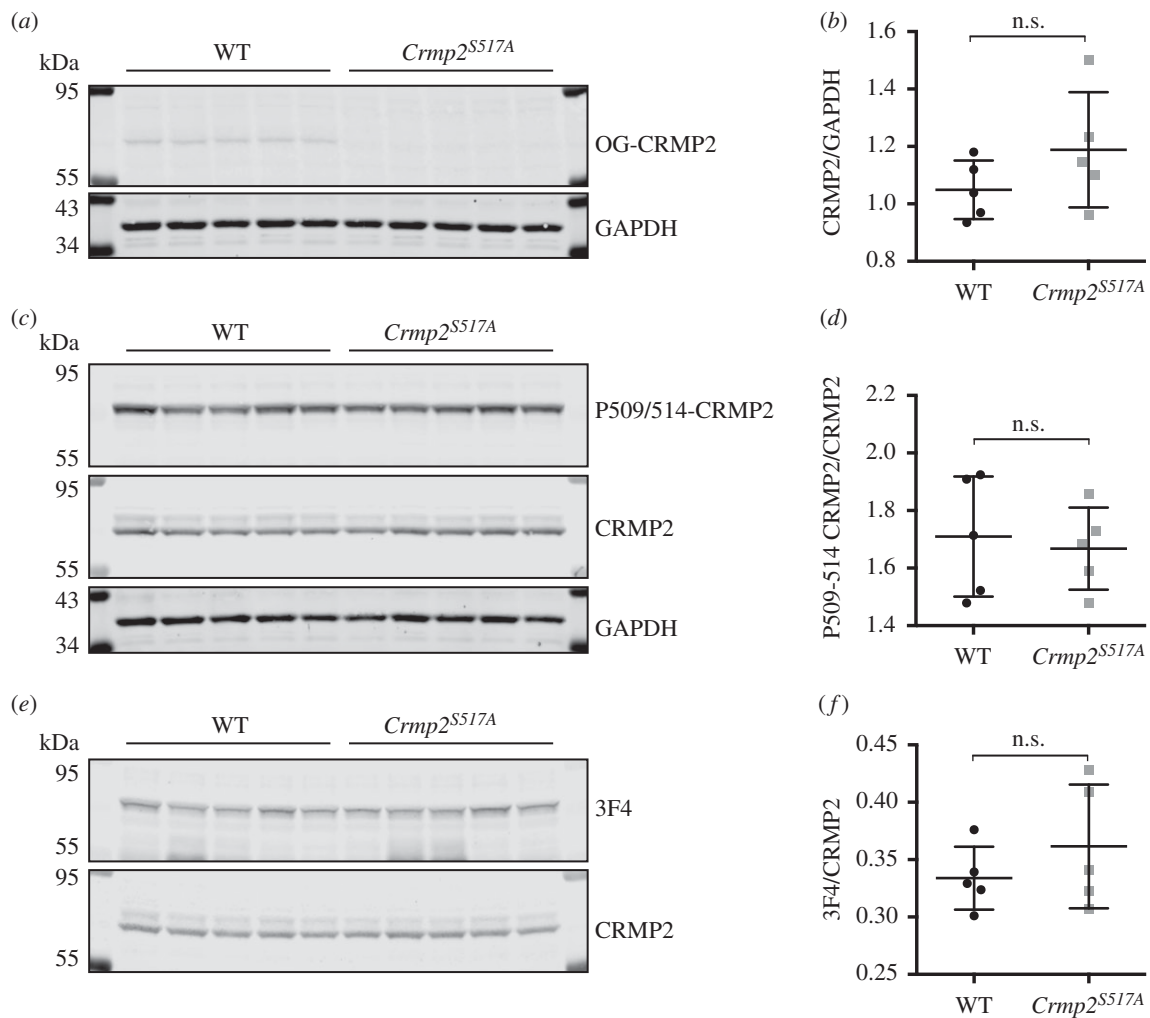 (a)
WT Crmp2S517A
kDa
95
OG-CRMP2
55
43
GAPDH
34
(b)
n.s.
1.6
1.4
1.2
1.0
0.8
CRMP2/GAPDH
WT Crmp2S517A
(c)
WT Crmp2S517A
kDa
95
P509/514-CRMP2
55
95
CRMP2
55
43
GAPDH
34
(d)
n.s.
2.2
2.0
1.8
1.6
1.4
P509-514 CRMP2/CRMP2
WT Crmp2S517A
(e)
WT Crmp2S517A
kDa
95
3F4
55
95
CRMP2
55
(f)
n.s.
0.45
0.40
0.35
0.30
0.25
3F4/CRMP2
WT Crmp2S517A